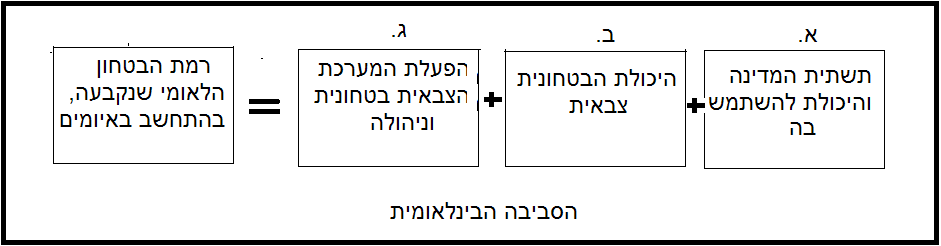 א.
תשתית המדינה
והיכולת להשתמש
בה
+
ב.
היכולת הבטחונית
צבאית
+
ג.
הפעלת המערכת
הצבאית בטחונית
וניהולה
=
רמת הבטחון
הלאומי שנקבעה,
בהתחשב באיומים
הסביבה הבינלאומית